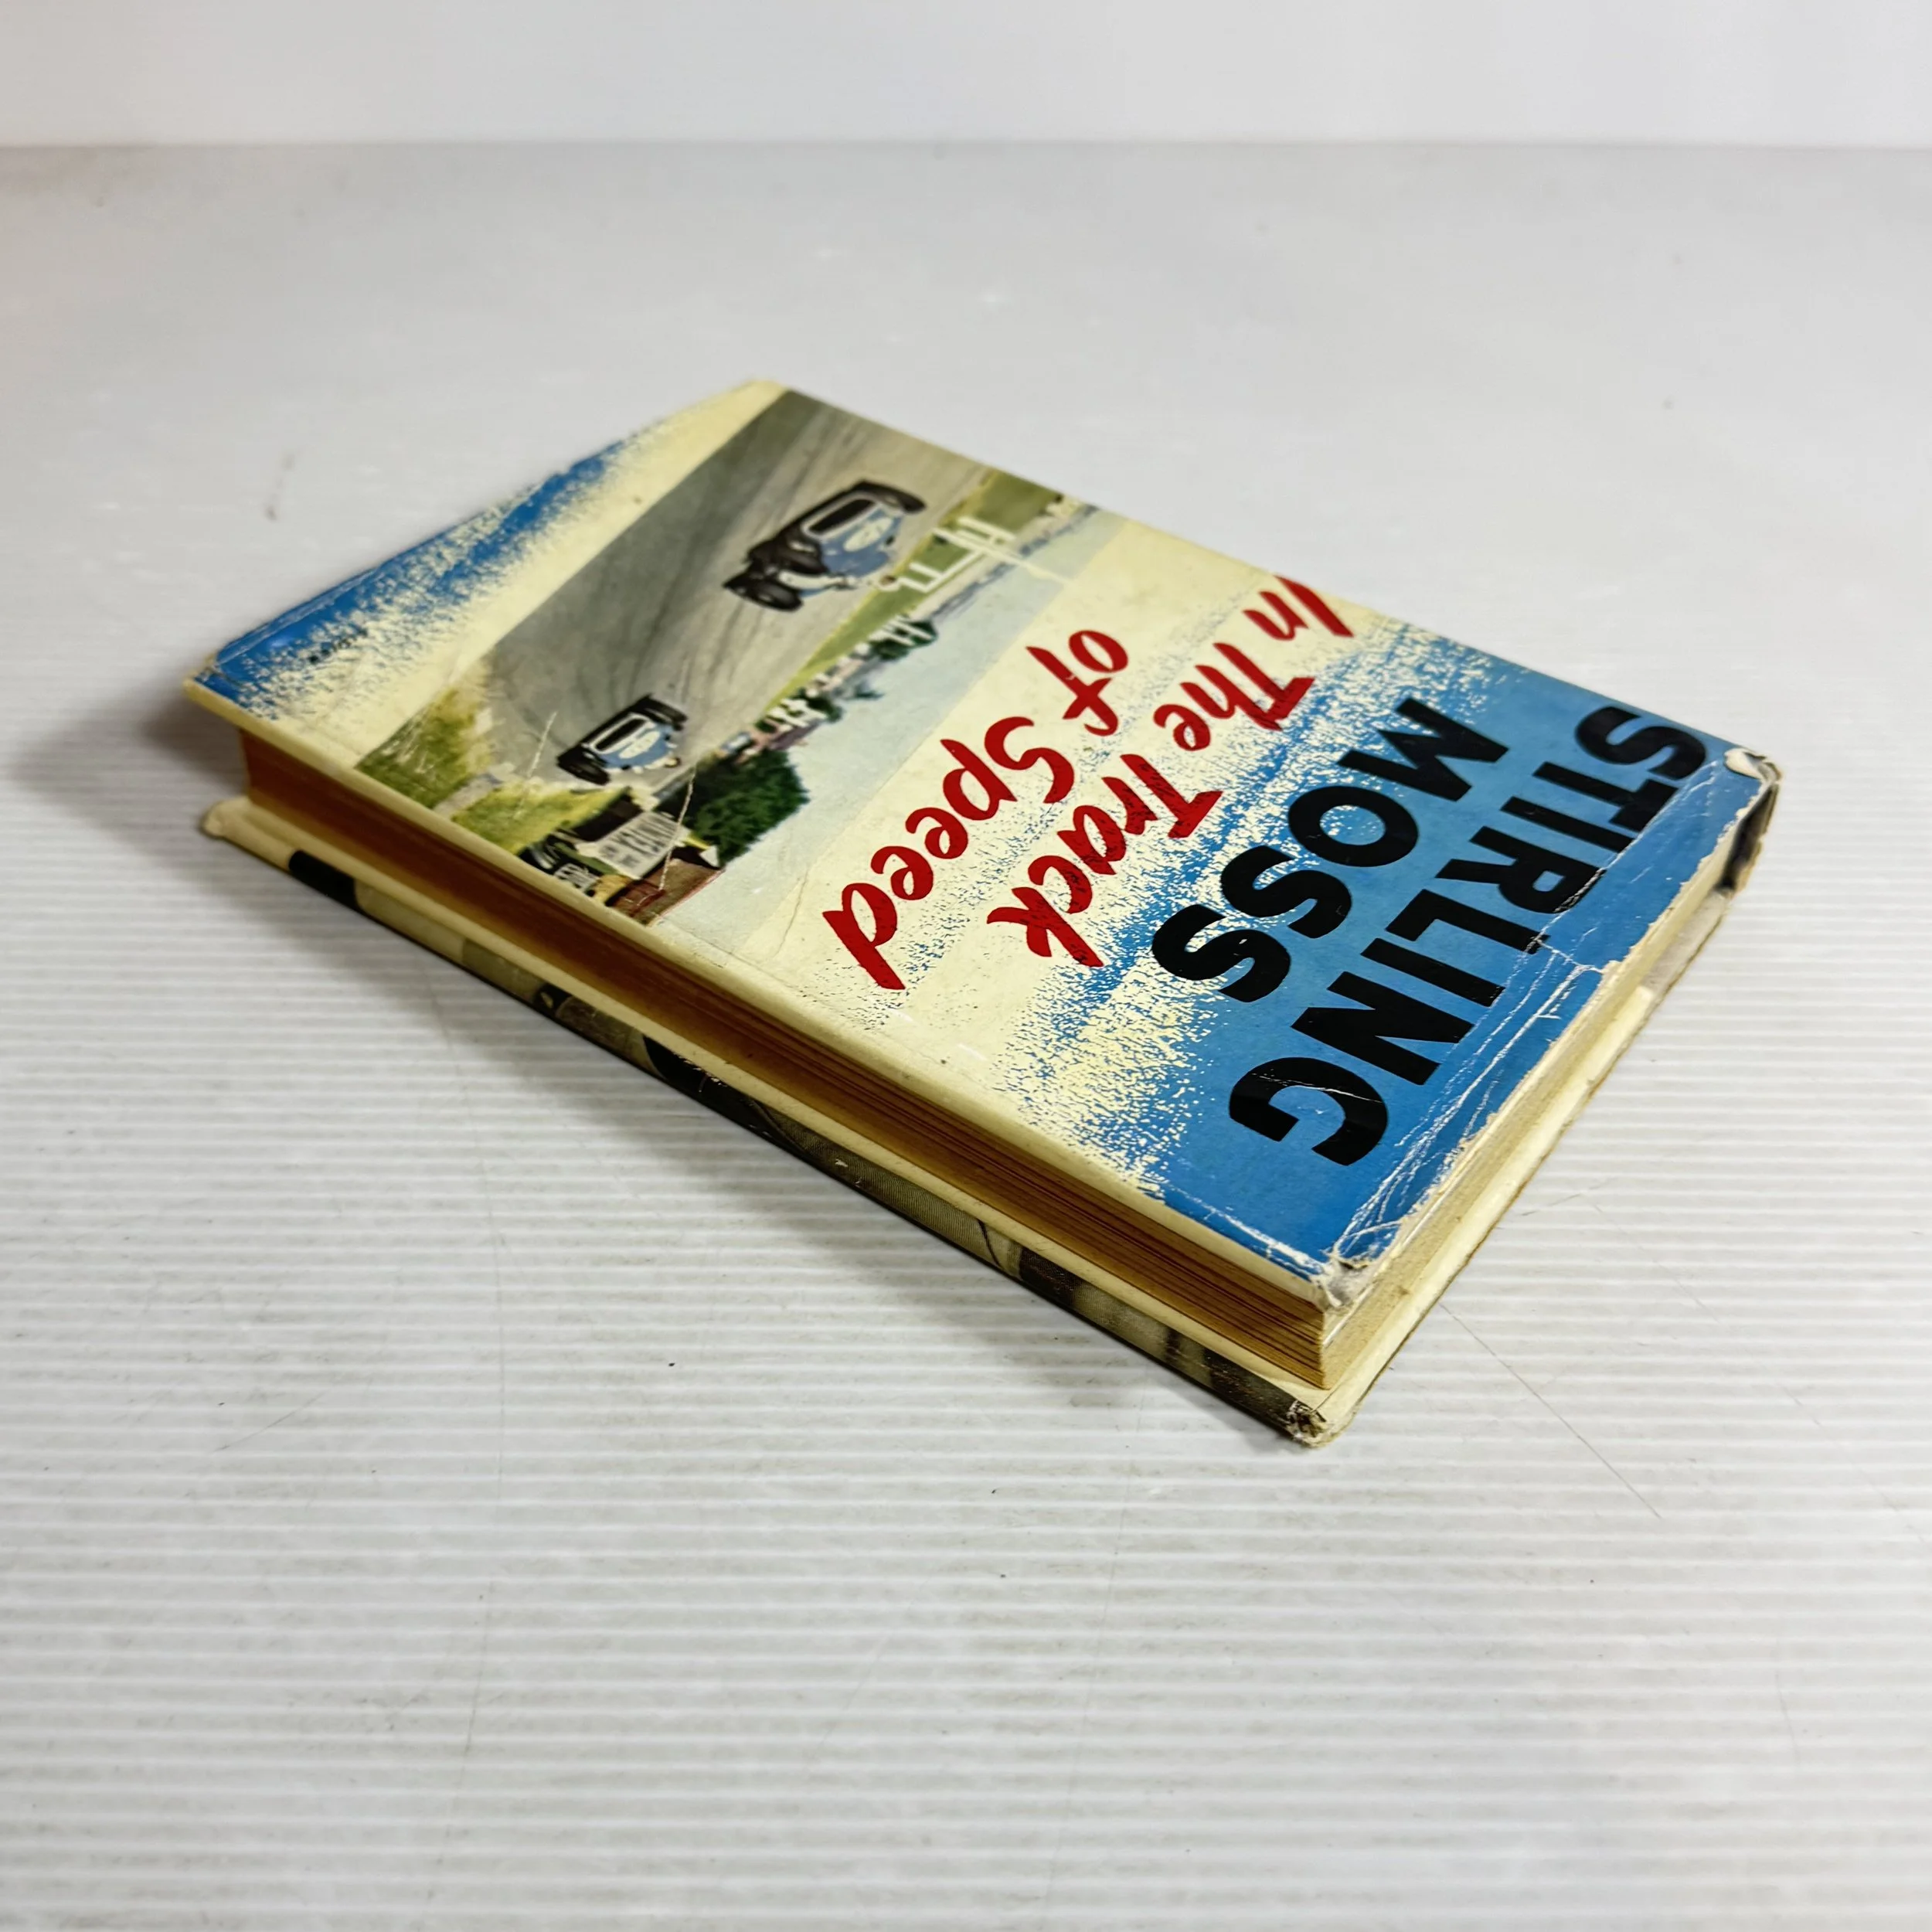 STIRLING
MOSS
In The Track
of Speed